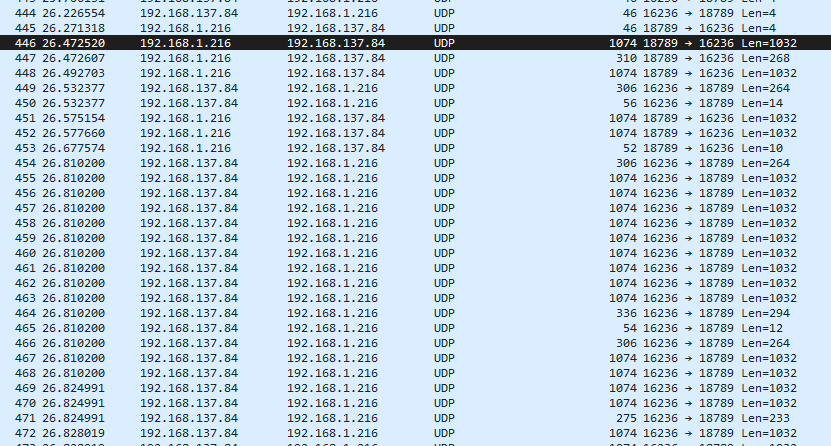 444 26.226554 192.168.137.84 192.168.1.216 UDP 46 16236 → 18789 Len=4
445 26.271318 192.168.1.216 192.168.137.84 UDP 46 18789 → 16236 Len=4
446 26.472520 192.168.1.216 192.168.137.84 UDP 1074 18789 → 16236 Len=1032
447 26.472607 192.168.1.216 192.168.137.84 UDP 310 18789 → 16236 Len=268
448 26.492703 192.168.1.216 192.168.137.84 UDP 1074 18789 → 16236 Len=1032
449 26.532377 192.168.137.84 192.168.1.216 UDP 306 16236 → 18789 Len=264
450 26.532377 192.168.137.84 192.168.1.216 UDP 56 16236 → 18789 Len=14
451 26.575154 192.168.1.216 192.168.137.84 UDP 1074 18789 → 16236 Len=1032
452 26.577660 192.168.1.216 192.168.137.84 UDP 1074 18789 → 16236 Len=1032
453 26.677574 192.168.1.216 192.168.137.84 UDP 52 18789 → 16236 Len=10
454 26.810200 192.168.137.84 192.168.1.216 UDP 306 16236 → 18789 Len=264
455 26.810200 192.168.137.84 192.168.1.216 UDP 1074 16236 → 18789 Len=1032
456 26.810200 192.168.137.84 192.168.1.216 UDP 1074 16236 → 18789 Len=1032
457 26.810200 192.168.137.84 192.168.1.216 UDP 1074 16236 → 18789 Len=1032
458 26.810200 192.168.137.84 192.168.1.216 UDP 1074 16236 → 18789 Len=1032
459 26.810200 192.168.137.84 192.168.1.216 UDP 1074 16236 → 18789 Len=1032
460 26.810200 192.168.137.84 192.168.1.216 UDP 1074 16236 → 18789 Len=1032
461 26.810200 192.168.137.84 192.168.1.216 UDP 1074 16236 → 18789 Len=1032
462 26.810200 192.168.137.84 192.168.1.216 UDP 1074 16236 → 18789 Len=1032
463 26.810200 192.168.137.84 192.168.1.216 UDP 1074 16236 → 18789 Len=1032
464 26.810200 192.168.137.84 192.168.1.216 UDP 336 16236 → 18789 Len=294
465 26.810200 192.168.137.84 192.168.1.216 UDP 54 16236 → 18789 Len=12
466 26.810200 192.168.137.84 192.168.1.216 UDP 306 16236 → 18789 Len=264
467 26.810200 192.168.137.84 192.168.1.216 UDP 1074 16236 → 18789 Len=1032
468 26.810200 192.168.137.84 192.168.1.216 UDP 1074 16236 → 18789 Len=1032
469 26.824991 192.168.137.84 192.168.1.216 UDP 1074 16236 → 18789 Len=1032
470 26.824991 192.168.137.84 192.168.1.216 UDP 1074 16236 → 18789 Len=1032
471 26.824991 192.168.137.84 192.168.1.216 UDP 275 16236 → 18789 Len=233
472 26.828019 192.168.137.84 192.168.1.216 UDP 1074 16236 → 18789 Len=1032